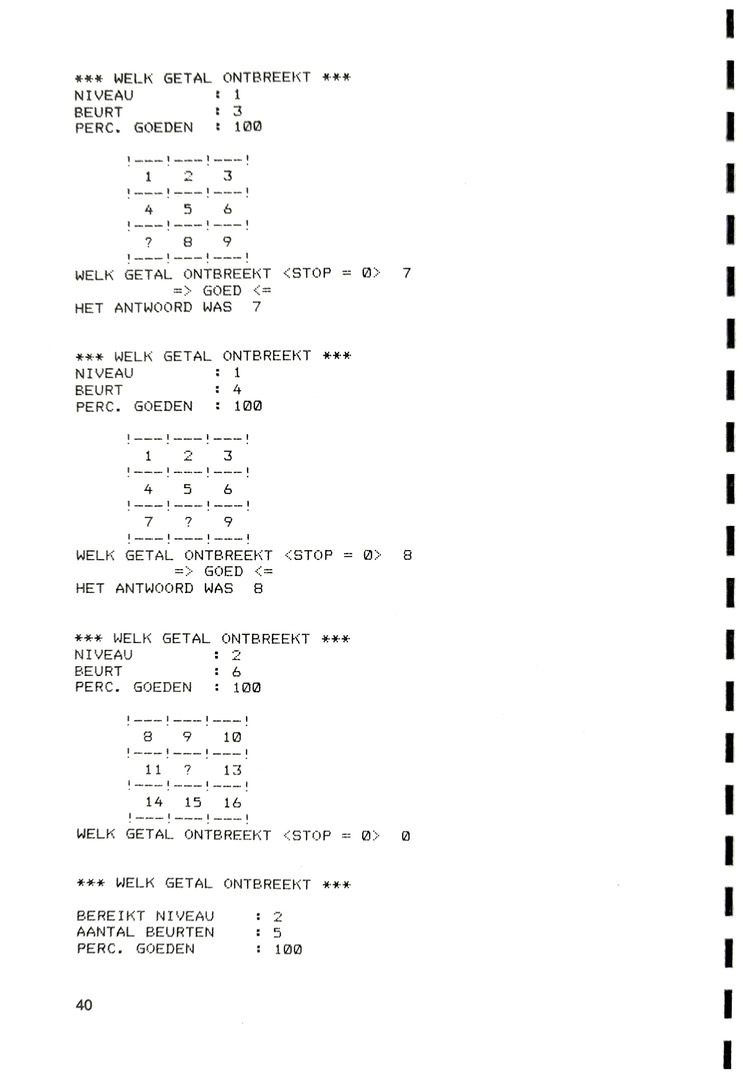 *** WELK GETAL ONTBREEKT ***
NIVEAU : 1
BEURT : 3
PERC. GOEDEN : 100
!---!---!---!
1 2 3
!---!---!---!
4 5 6
!---!---!---!
? 8 9
!---!---!---!
WELK GETAL ONTBREEKT <STOP = 0> 7
=> GOED <=
HET ANTWOORD WAS 7
*** WELK GETAL ONTBREEKT ***
NIVEAU : 1
BEURT : 4
PERC. GOEDEN : 100
!---!---!---!
1 2 3
!---!---!---!
4 5 6
!---!---!---!
7 ? 9
!---!---!---!
WELK GETAL ONTBREEKT <STOP = 0> 8
=> GOED <=
HET ANTWOORD WAS 8
*** WELK GETAL ONTBREEKT ***
NIVEAU : 2
BEURT : 6
PERC. GOEDEN : 100
!---!---!---!
8 9 10
!---!---!---!
11 ? 13
!---!---!---!
14 15 16
!---!---!---!
WELK GETAL ONTBREEKT <STOP = 0> 0
*** WELK GETAL ONTBREEKT ***
BEREIKT NIVEAU : 2
AANTAL BEURTEN : 5
PERC. GOEDEN : 100
40